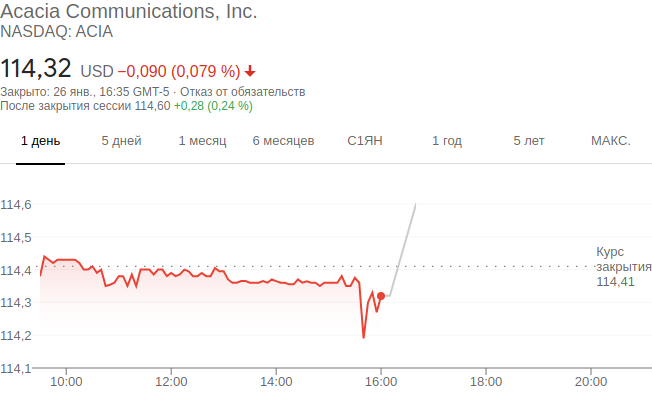 Acacia Communications, Inc.
NASDAQ: ACIA
114,32 USD −0,090 (0,079 %)
Закрыто: 26 янв., 16:35 GMT-5 · Отказ от обязательств
После закрытия сессии 114,60 +0,28 (0,24 %)
1 день 5 дней 1 месяц 6 месяцев С1ЯН 1 год 5 лет МАКС.
114,6
114,5
114,4
114,3
114,2
114,1
Курс
закрытия
114,41
10:00 12:00 14:00 16:00 18:00 20:00